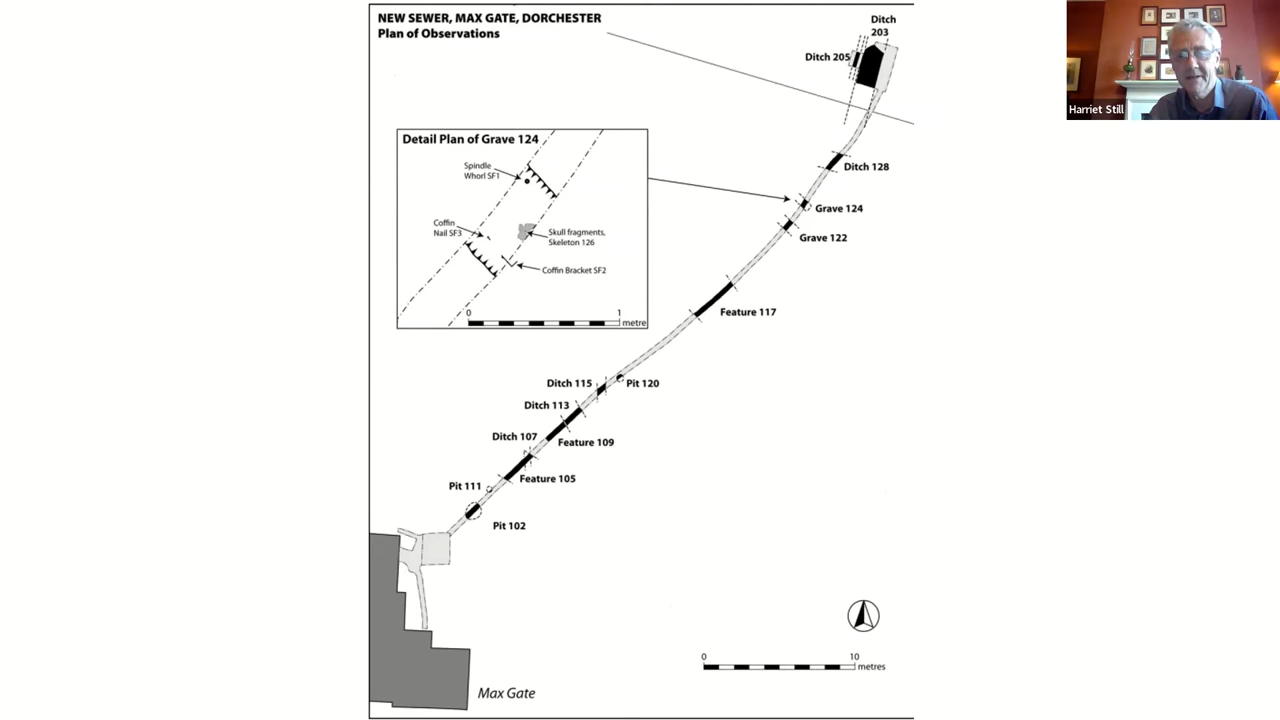 NEW SEWER, MAX GATE, DORCHESTER
Plan of Observations
Ditch
203
Ditch 205
Harriet Still
Detail Plan of Grave 124
Spindle
Whorl SF1
Coffin
Nail SF3
Skull fragments,
Skeleton 126
Coffin Bracket SF2
0
1
metre
Ditch 128
Grave 124
Grave 122
Feature 117
Ditch 115
Pit 120
Ditch 113
Ditch 107
Feature 109
Pit 111
Feature 105
Pit 102
0
10
metres
Max Gate